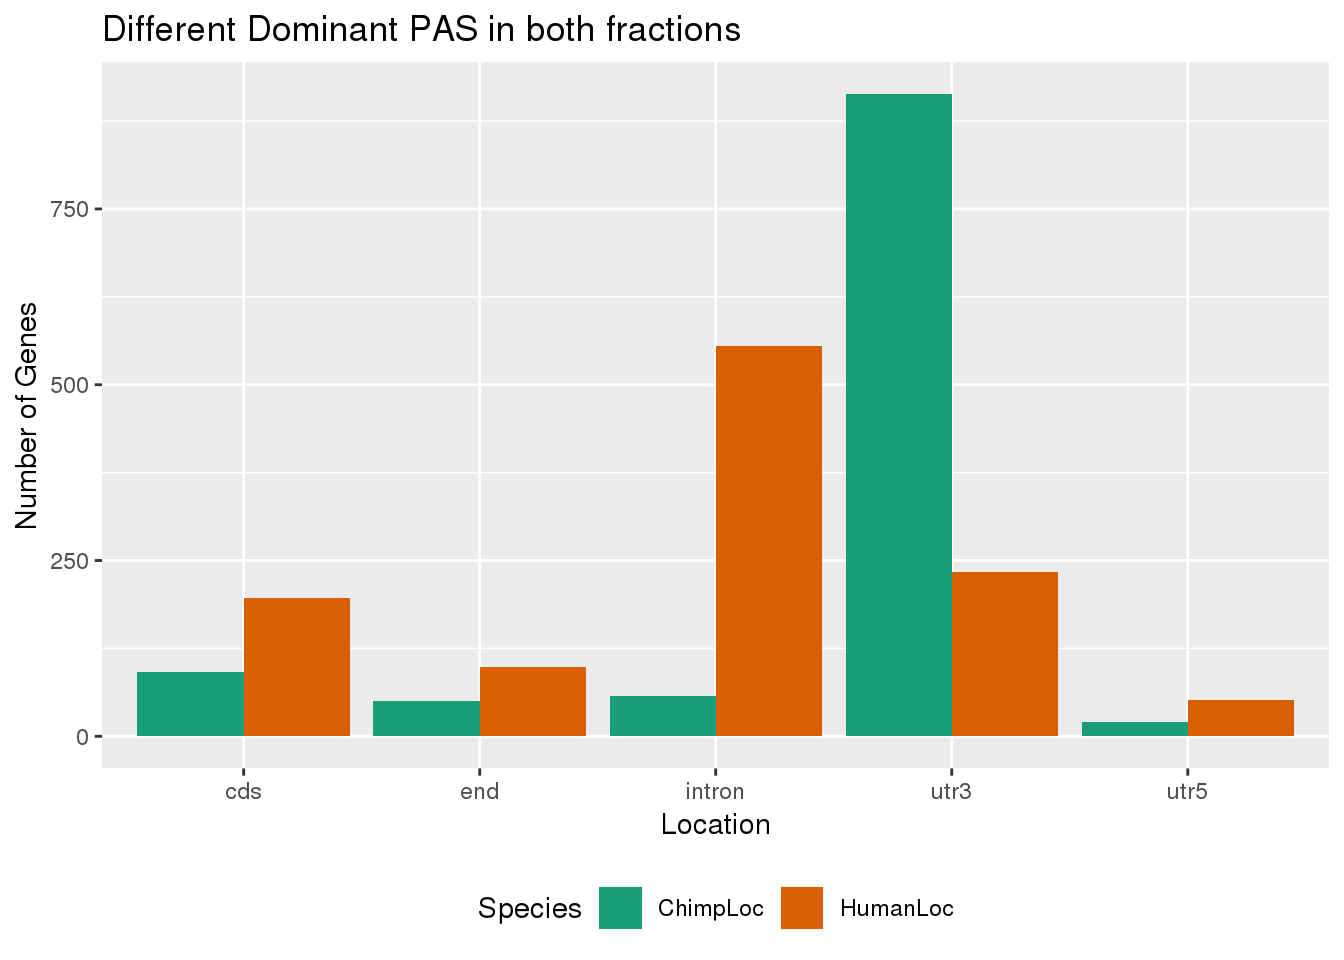 Different Dominant PAS in both fractions
Number of Genes
750
500
250
0
cds end intron utr3 utr5
Location
Species ChimpLoc HumanLoc